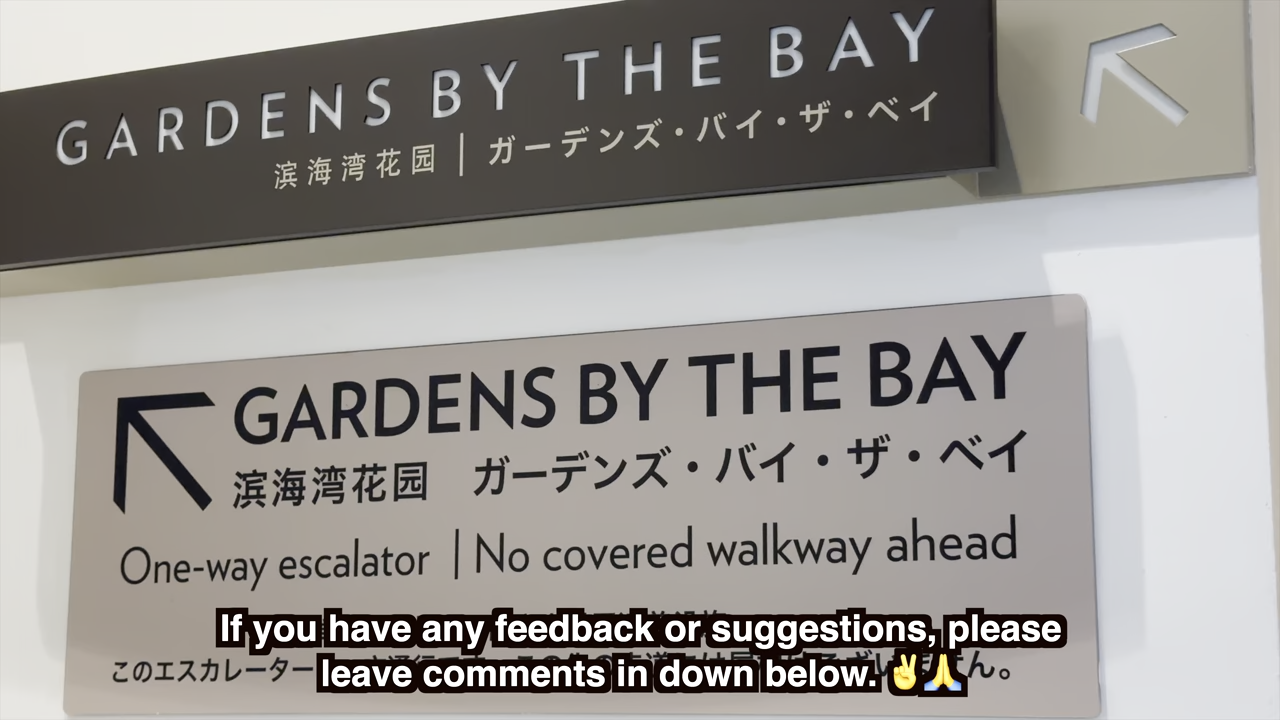 GARDENS BY THE BAY
滨海湾花园 | ガーデンズ・バイ・ザ・ベイ
GARDENS BY THE BAY
滨海湾花园 ガーデンズ・バイ・ザ・ベイ
One-way escalator | No covered walkway ahead
このエスカレーター
If you have any feedback or suggestions, please
leave comments in down below. ✌️🙏